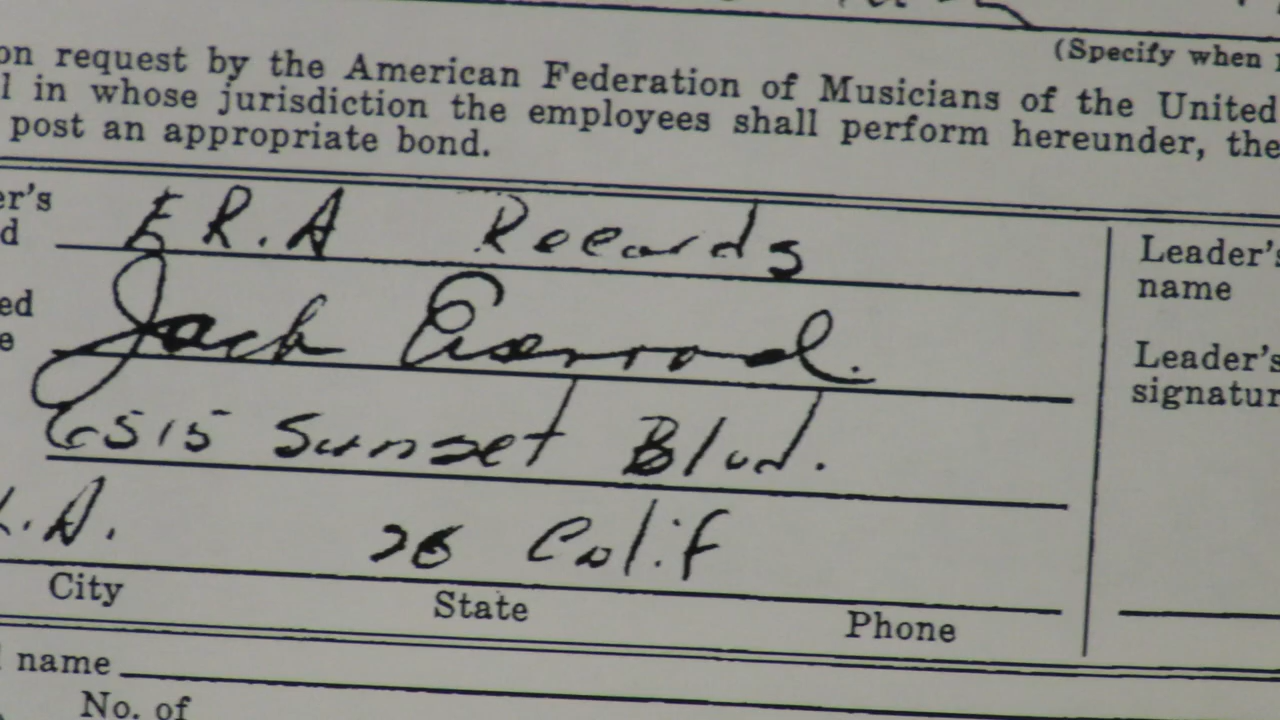 (Specify when
on request by the American Federation of Musicians of the United
l in whose jurisdiction the employees shall perform hereunder, the
post an appropriate bond.
er's
d E R.A Records
ed
e Jack
6515 Sunset Blvd.
L.A. 28 Calif
City State Phone
Leader's
name
Leader's
signatur
name
No. of